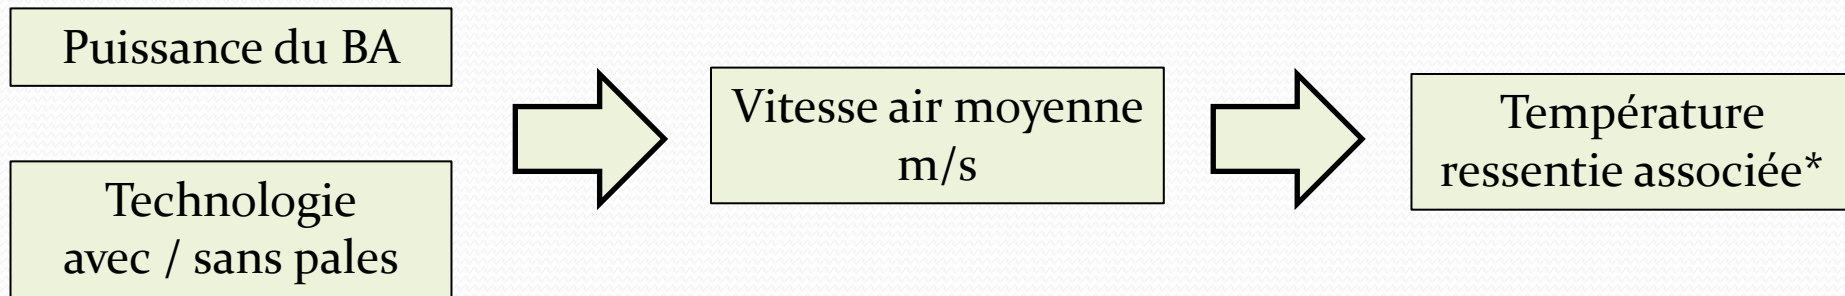 Puissance du BA
Technologie
avec / sans pales
Vitesse air moyenne
m/s
Température
ressentie associée*